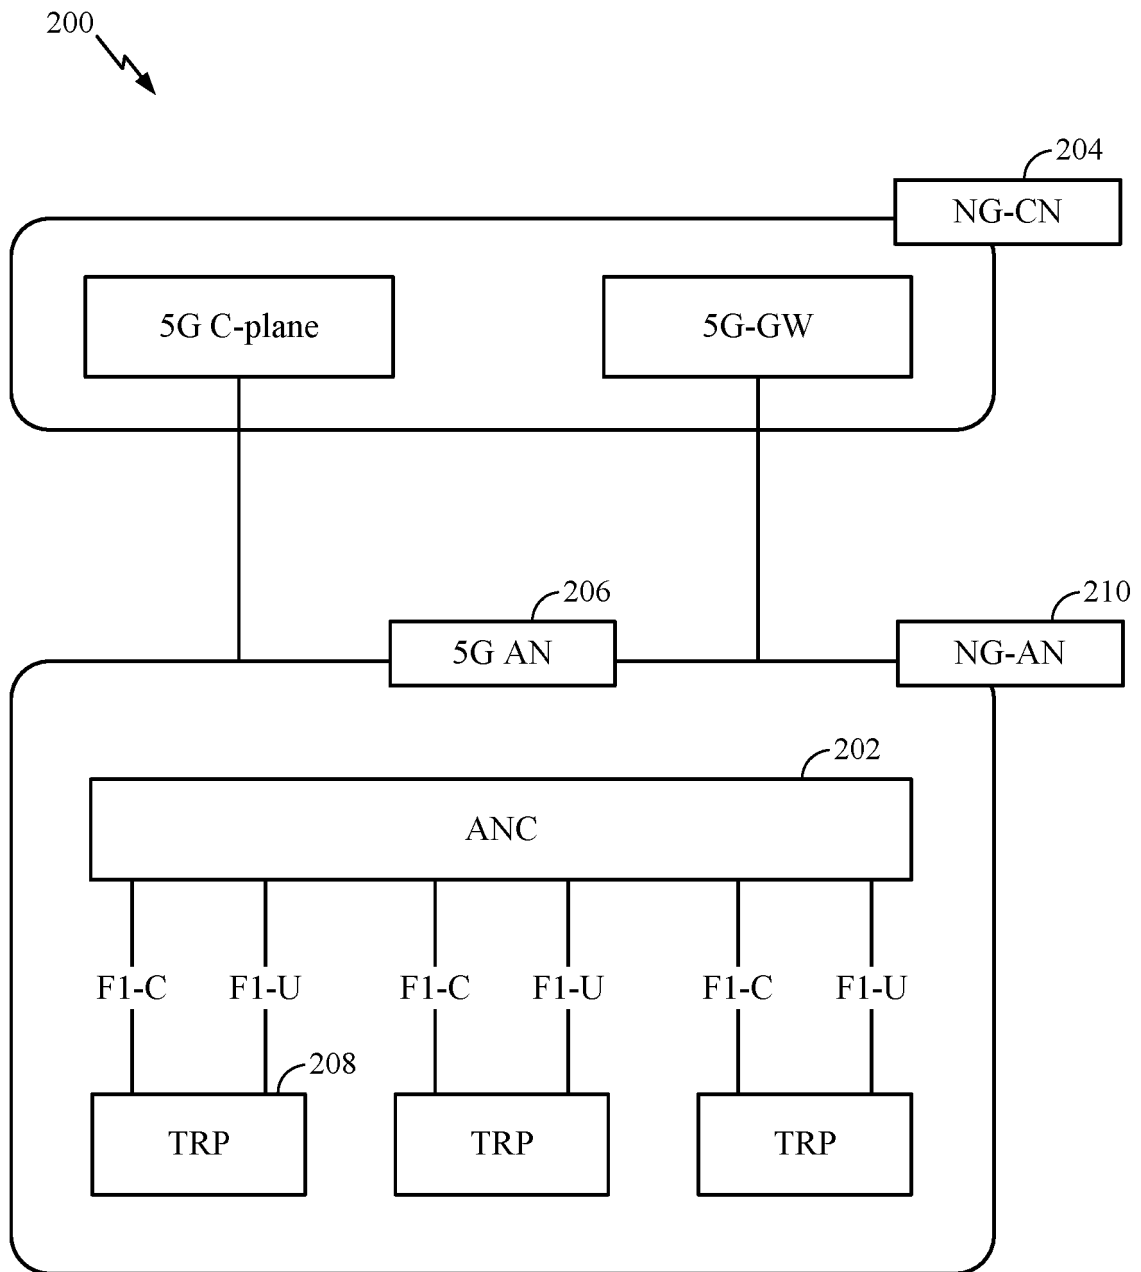 200
204
NG-CN
5G C-plane
5G-GW
206
210
5G AN
NG-AN
202
ANC
F1-C
F1-U
F1-C
F1-U
F1-C
F1-U
208
TRP
TRP
TRP